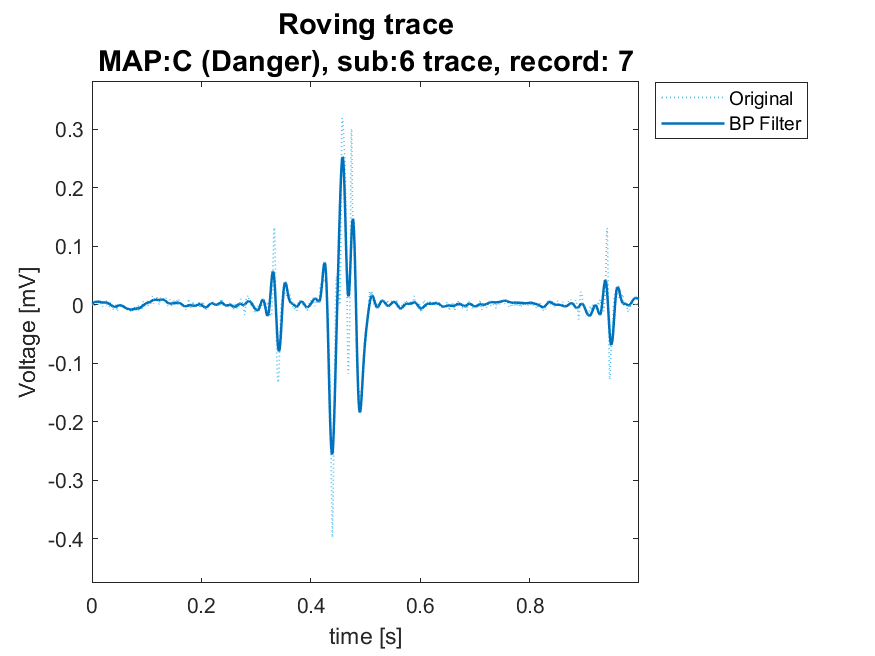 Roving trace
MAP:C (Danger), sub:6 trace, record: 7
Original
BP Filter
0.3
0.2
0.1
0
-0.1
-0.2
-0.3
-0.4
Voltage [mV]
0 0.2 0.4 0.6 0.8
time [s]